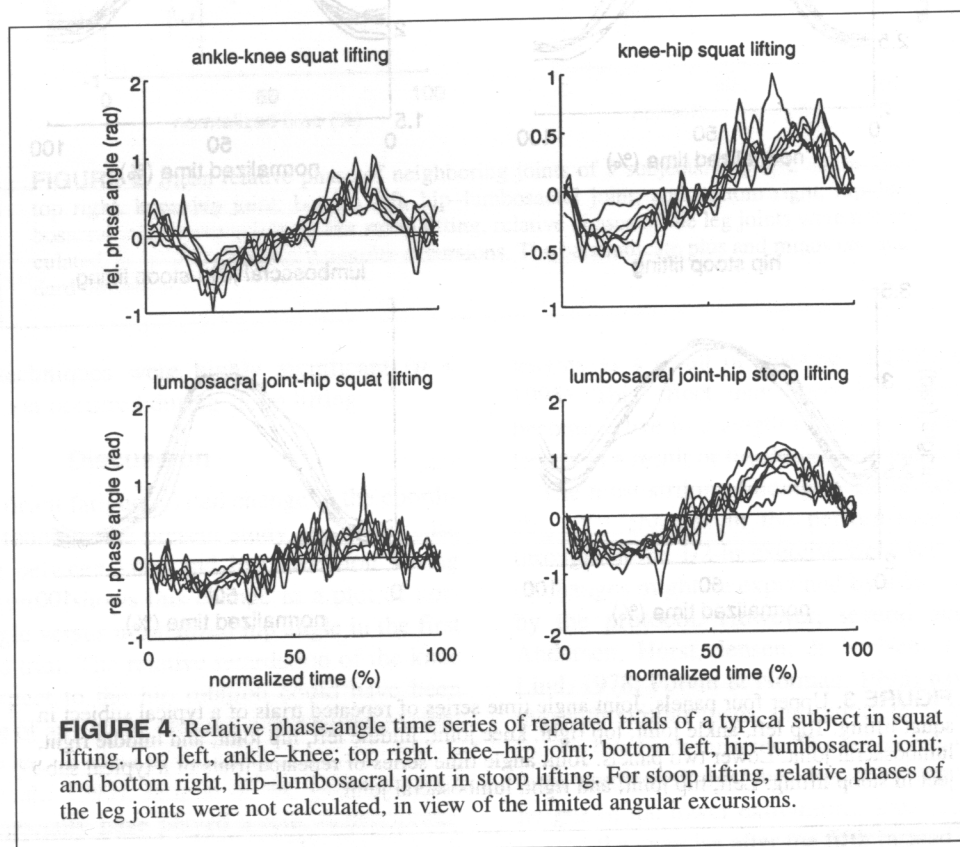 ankle-knee squat lifting
2
1
0
-1
rel. phase angle (rad)
knee-hip squat lifting
1
0.5
0
-0.5
-1
lumbosacral joint-hip squat lifting
2
1
0
-1
rel. phase angle (rad)
0
50
100
normalized time (%)
lumbosacral joint-hip stoop lifting
2
1
0
-1
-2
0
50
100
normalized time (%)
FIGURE 4. Relative phase-angle time series of repeated trials of a typical subject in squat
lifting. Top left, ankle–knee joint; top right, knee–hip joint; bottom left, hip–lumbosacral joint;
and bottom right, hip–lumbosacral joint in stoop lifting. For stoop lifting, relative phases of
the leg joints were not calculated, in view of the limited angular excursions.